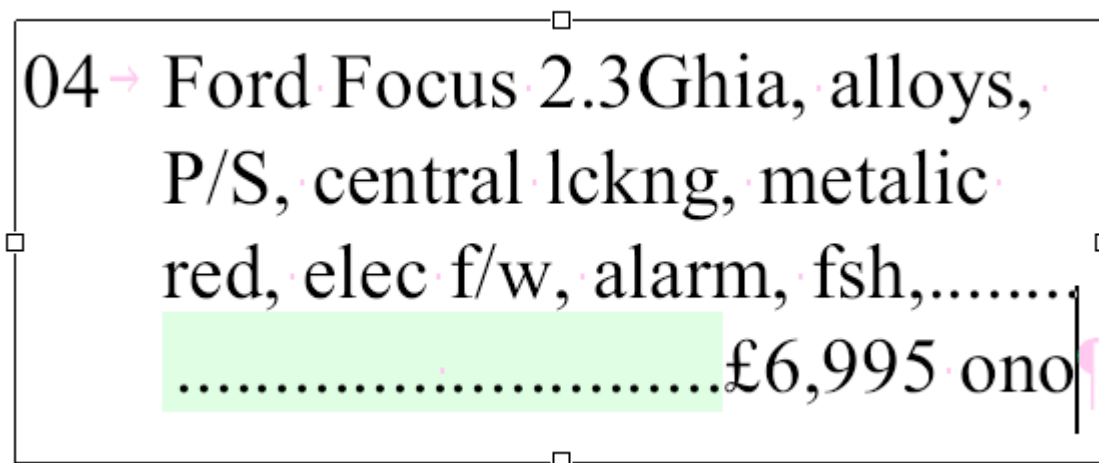 04 Ford Focus 2.3Ghia, alloys,
P/S, central lckng, metalic
red, elec f/w, alarm, fsh,........
............................£6,995 ono